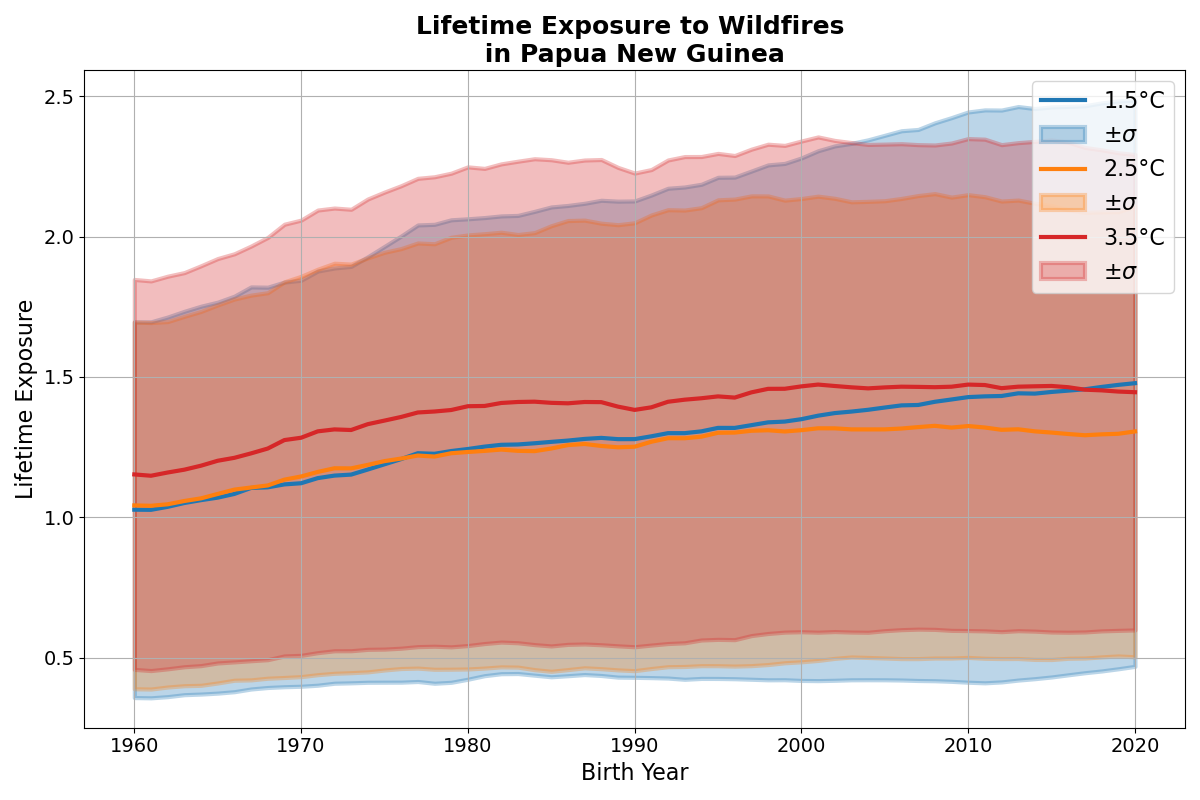 Lifetime Exposure to Wildfires
in Papua New Guinea
Lifetime Exposure
2.5
2.0
1.5
1.0
0.5
1960 1970 1980 1990 2000 2010 2020
Birth Year
1.5°C
±σ
2.5°C
±σ
3.5°C
±σ